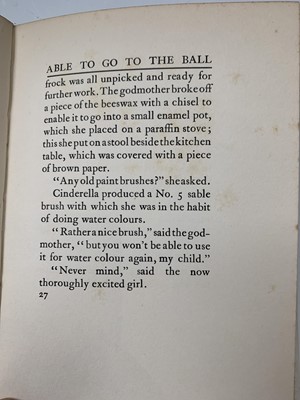 ABLE TO GO TO THE BALL
frock was all unpicked and ready for
further work. The godmother broke off
a piece of the beeswax with a chisel to
enable it to go into a small enamel pot,
which she placed on a paraffin stove;
this she put on a stool beside the kitchen
table, which was covered with a piece
of brown paper.
"Any old paint brushes?" she asked.
Cinderella produced a No. 5 sable
brush with which she was in the habit
of doing water colours.
"Rather a nice brush," said the god-
mother, "but you won't be able to use
it for water colour again, my child."
"Never mind," said the now
thoroughly excited girl.
27